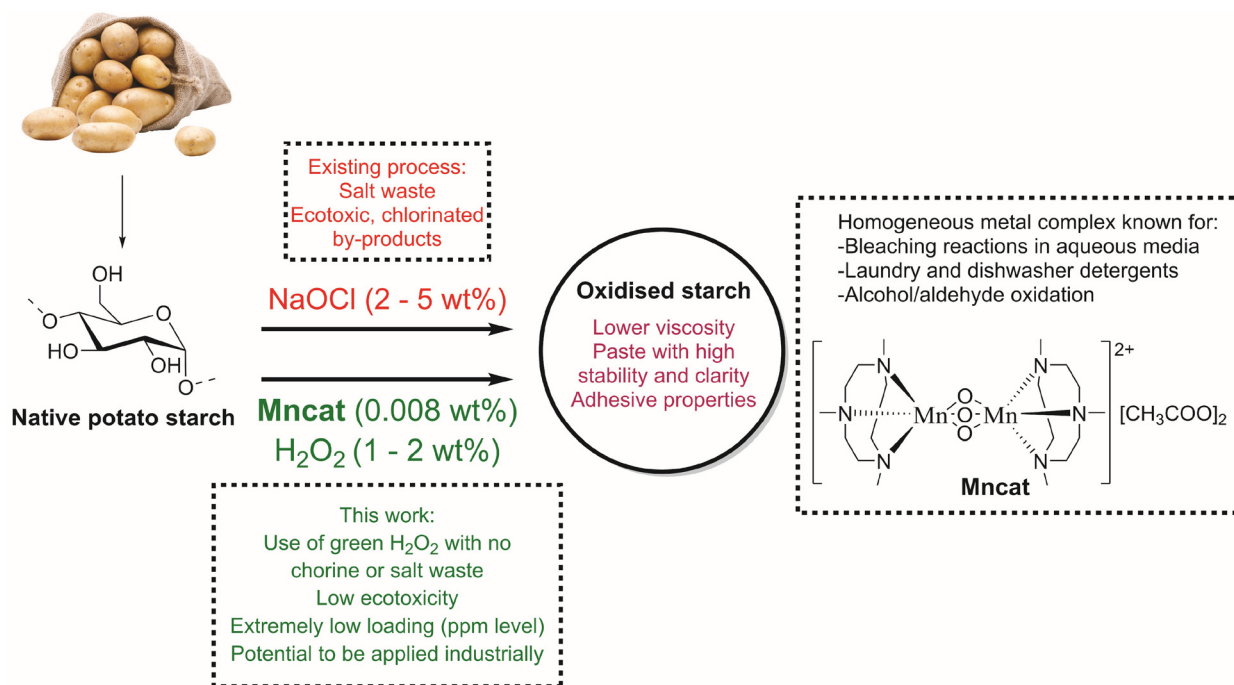 Existing process:
Salt waste
Ecotoxic, chlorinated
by-products
NaOCl (2 - 5 wt%)
OH
O
O
HO
OH
O
Native potato starch
Mncat (0.008 wt%)
H₂O₂ (1 - 2 wt%)
This work:
Use of green H₂O₂ with no
chorine or salt waste
Low ecotoxicity
Extremely low loading (ppm level)
Potential to be applied industrially
Oxidised starch
Lower viscosity
Paste with high
stability and clarity
Adhesive properties
Homogeneous metal complex known for:
-Bleaching reactions in aqueous media
-Laundry and dishwasher detergents
-Alcohol/aldehyde oxidation
2+
N N
O
N Mn O Mn N [CH₃COO]₂
O
N N
Mncat